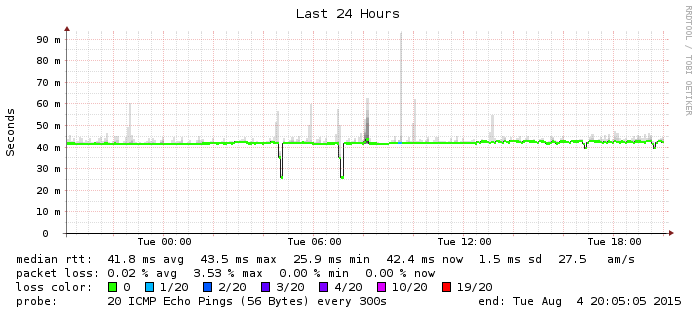 Last 24 Hours
RRDTOOL / TOBI OETIKER
Seconds
90 m
80 m
70 m
60 m
50 m
40 m
30 m
20 m
10 m
0
Tue 00:00 Tue 06:00 Tue 12:00 Tue 18:00
median rtt: 41.8 ms avg 43.5 ms max 25.9 ms min 42.4 ms now 1.5 ms sd 27.5 am/s
packet loss: 0.02 % avg 3.53 % max 0.00 % min 0.00 % now
loss color: 0 1/20 2/20 3/20 4/20 10/20 19/20
probe: 20 ICMP Echo Pings (56 Bytes) every 300s end: Tue Aug 4 20:05:05 2015